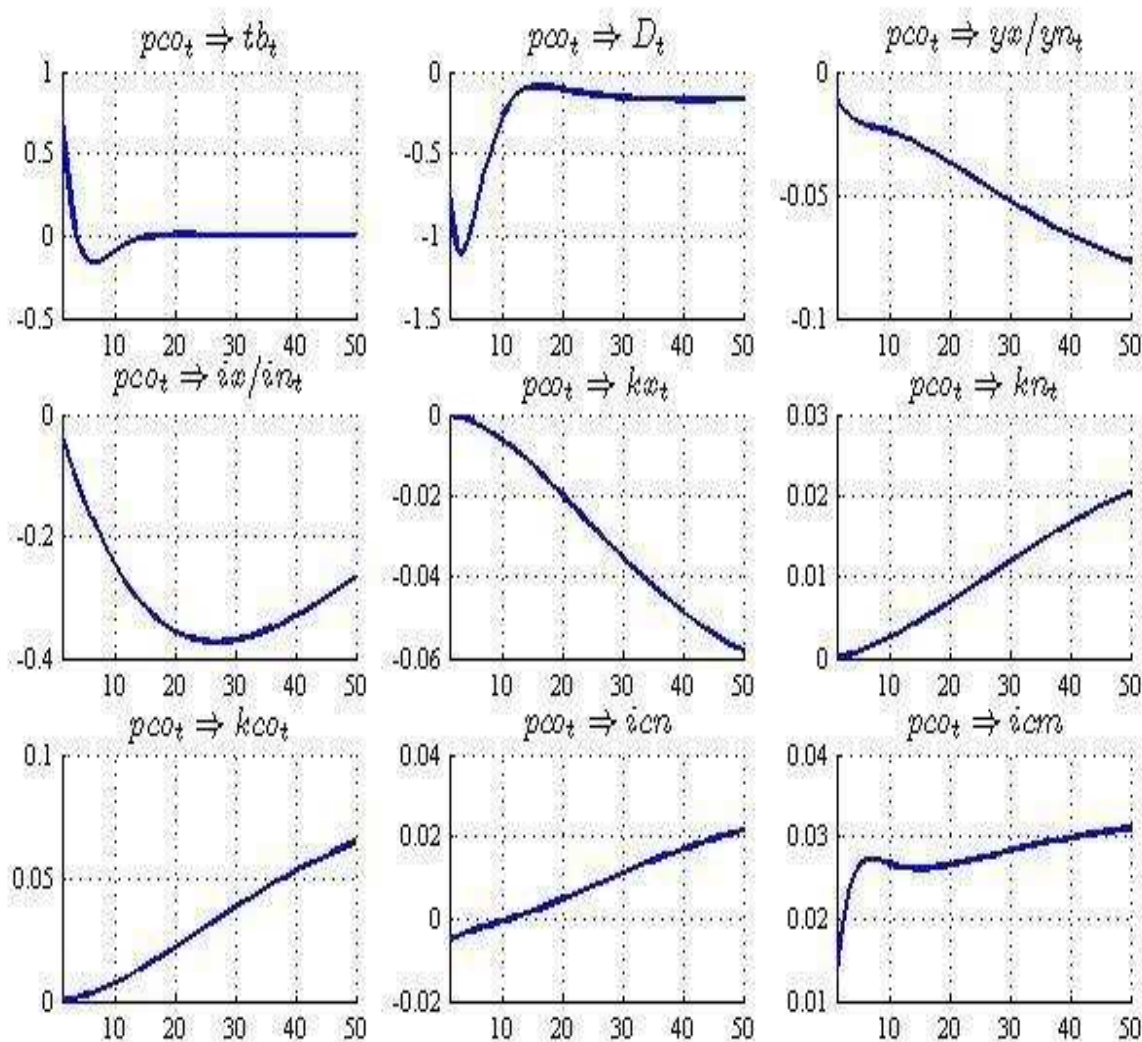 pco_t ⇒ tb_t
pco_t ⇒ D_t
pco_t ⇒ yx/yn_t
1
0.5
0
-0.5
10 20 30 40 50
0
-0.5
-1
-1.5
10 20 30 40 50
0
-0.05
-0.1
10 20 30 40 50
pco_t ⇒ ix/in_t
pco_t ⇒ kx_t
pco_t ⇒ kn_t
0
-0.2
-0.4
10 20 30 40 50
0
-0.02
-0.04
-0.06
10 20 30 40 50
0.03
0.02
0.01
0
10 20 30 40 50
pco_t ⇒ kco_t
pco_t ⇒ icn
pco_t ⇒ icm
0.1
0.05
0
10 20 30 40 50
0.04
0.02
0
-0.02
10 20 30 40 50
0.04
0.03
0.02
0.01
10 20 30 40 50